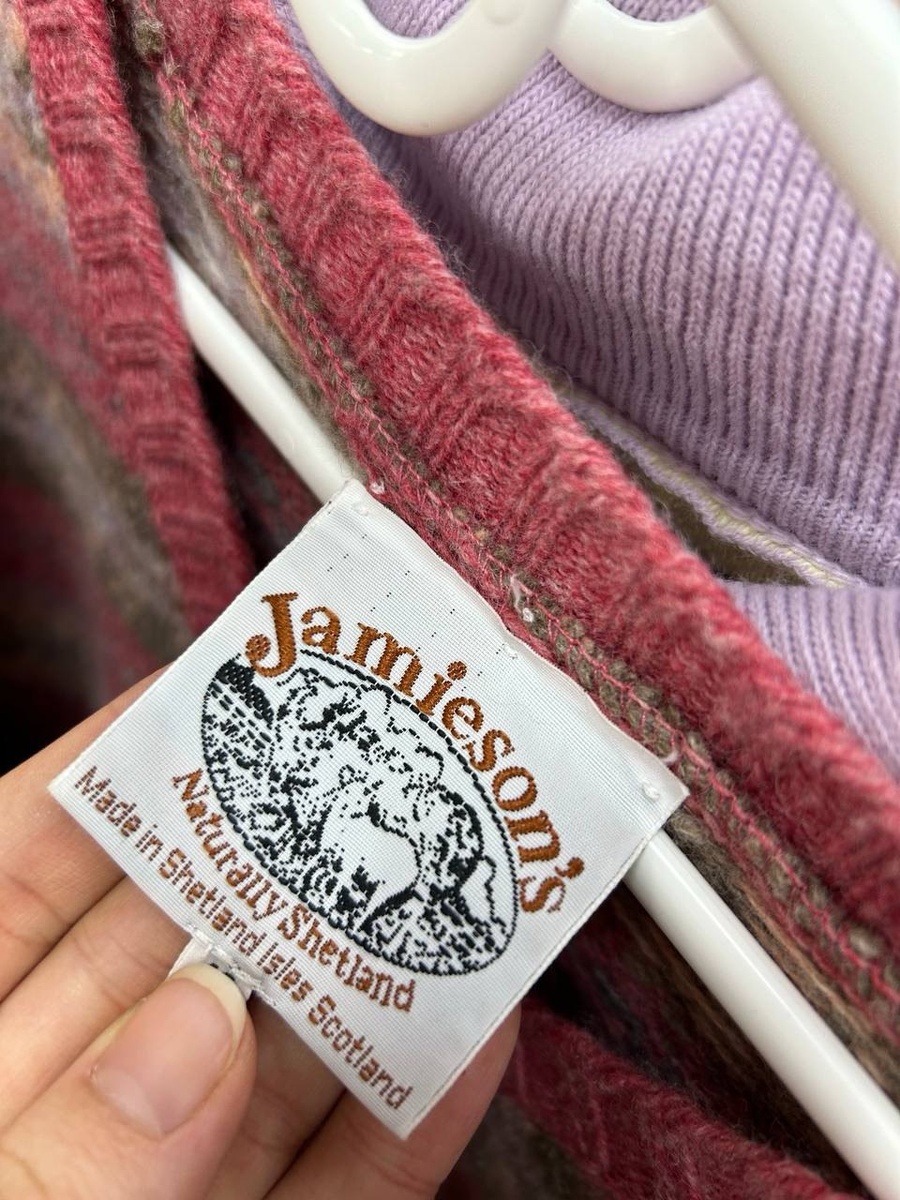 Jamieson's
Naturally Shetland
Made in Shetland Isles Scotland